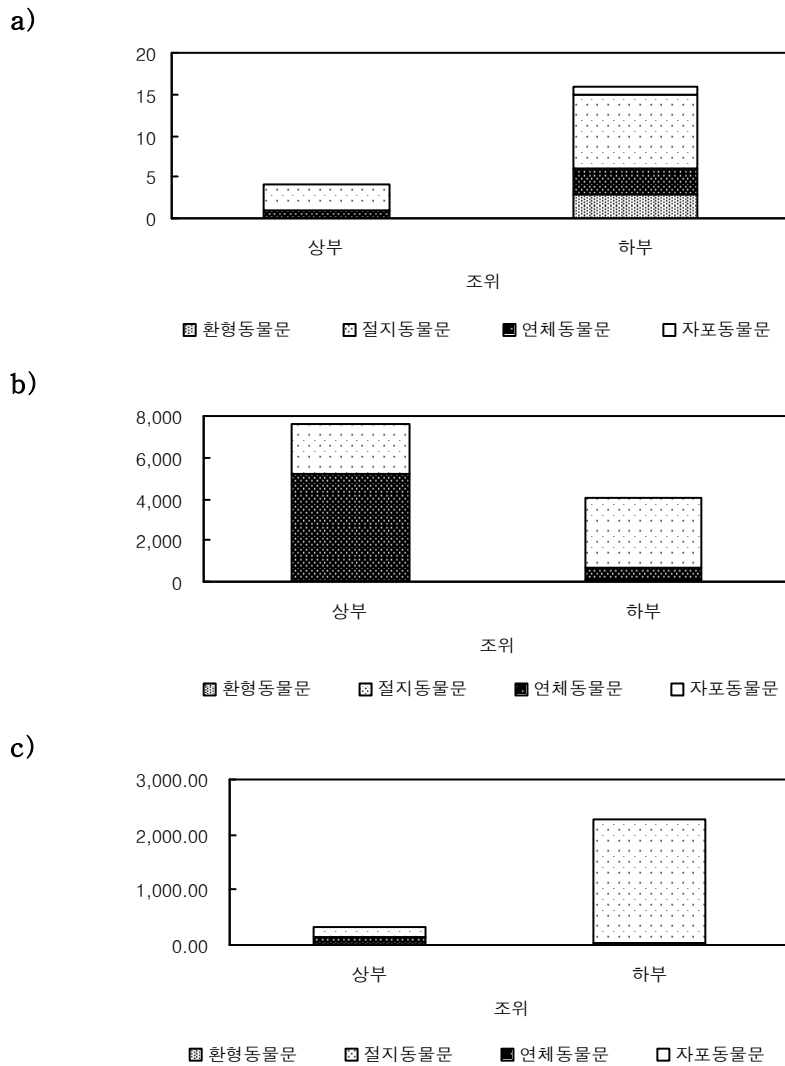 a)
20
15
10
5
0
상부 하부
조위
환형동물문 절지동물문 연체동물문 자포동물문
b)
8,000
6,000
4,000
2,000
0
상부 하부
조위
환형동물문 절지동물문 연체동물문 자포동물문
c)
3,000.00
2,000.00
1,000.00
0.00
상부 하부
조위
환형동물문 절지동물문 연체동물문 자포동물문